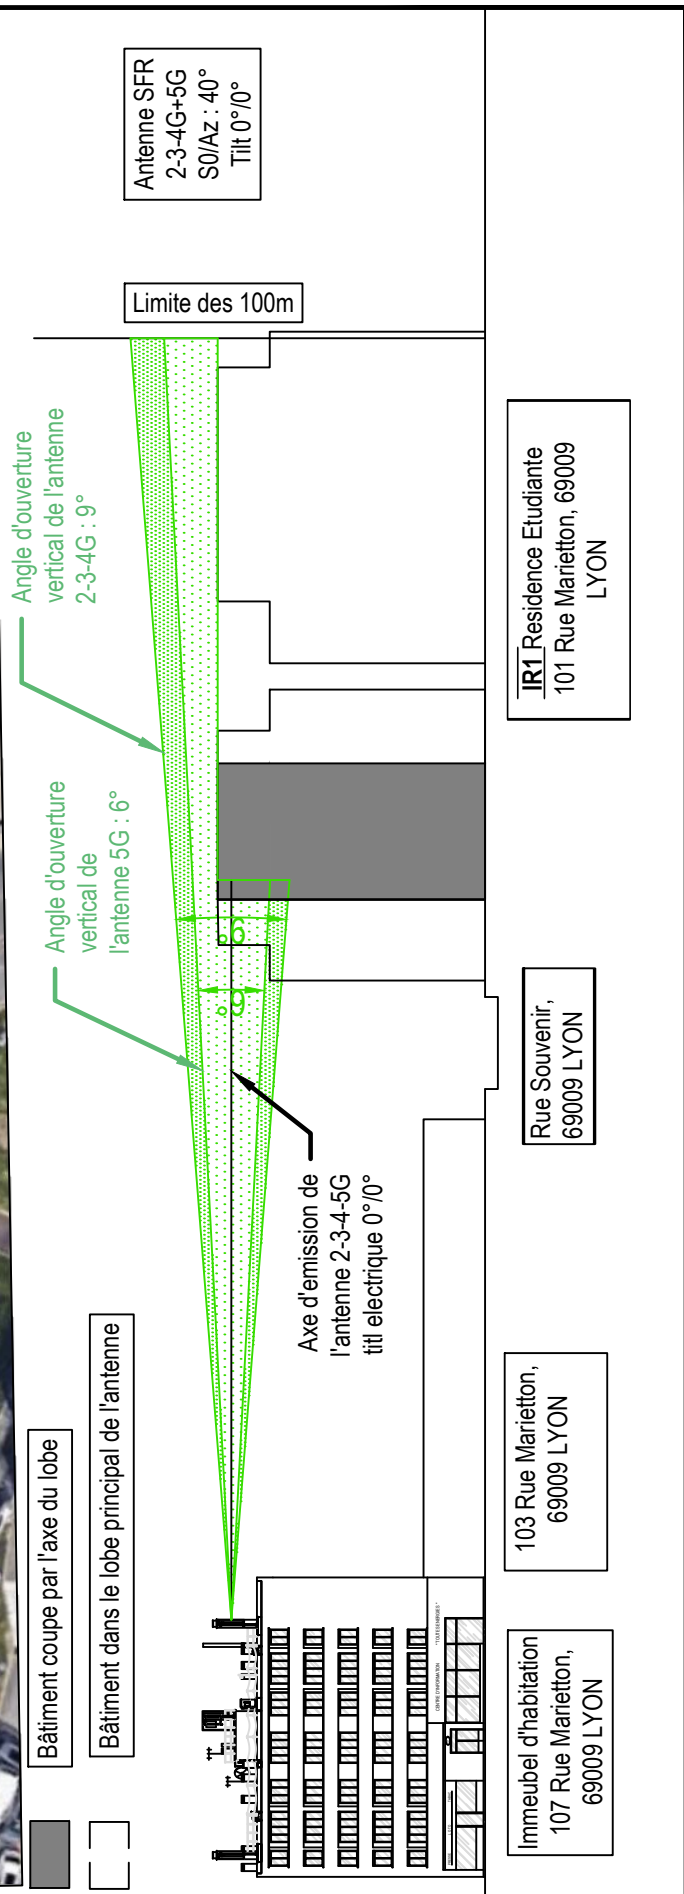 Bâtiment coupe par l'axe du lobe
Bâtiment dans le lobe principal de l'antenne
Angle d'ouverture
vertical de
l'antenne 5G : 6°
Angle d'ouverture
vertical de l'antenne
2-3-4G : 9°
Antenne SFR
2-3-4G+5G
S0/Az : 40°
Tilt 0°/0°
Limite des 100m
6°
9°
Axe d'emission de
l'antenne 2-3-4-5G
titl electrique 0°/0°
CENTRE D'INFORMATION
"TOUTES ENERGIES"
Immeubel d'habitation
107 Rue Marietton,
69009 LYON
103 Rue Marietton,
69009 LYON
Rue Souvenir,
69009 LYON
IR1 Residence Etudiante
101 Rue Marietton, 69009
LYON